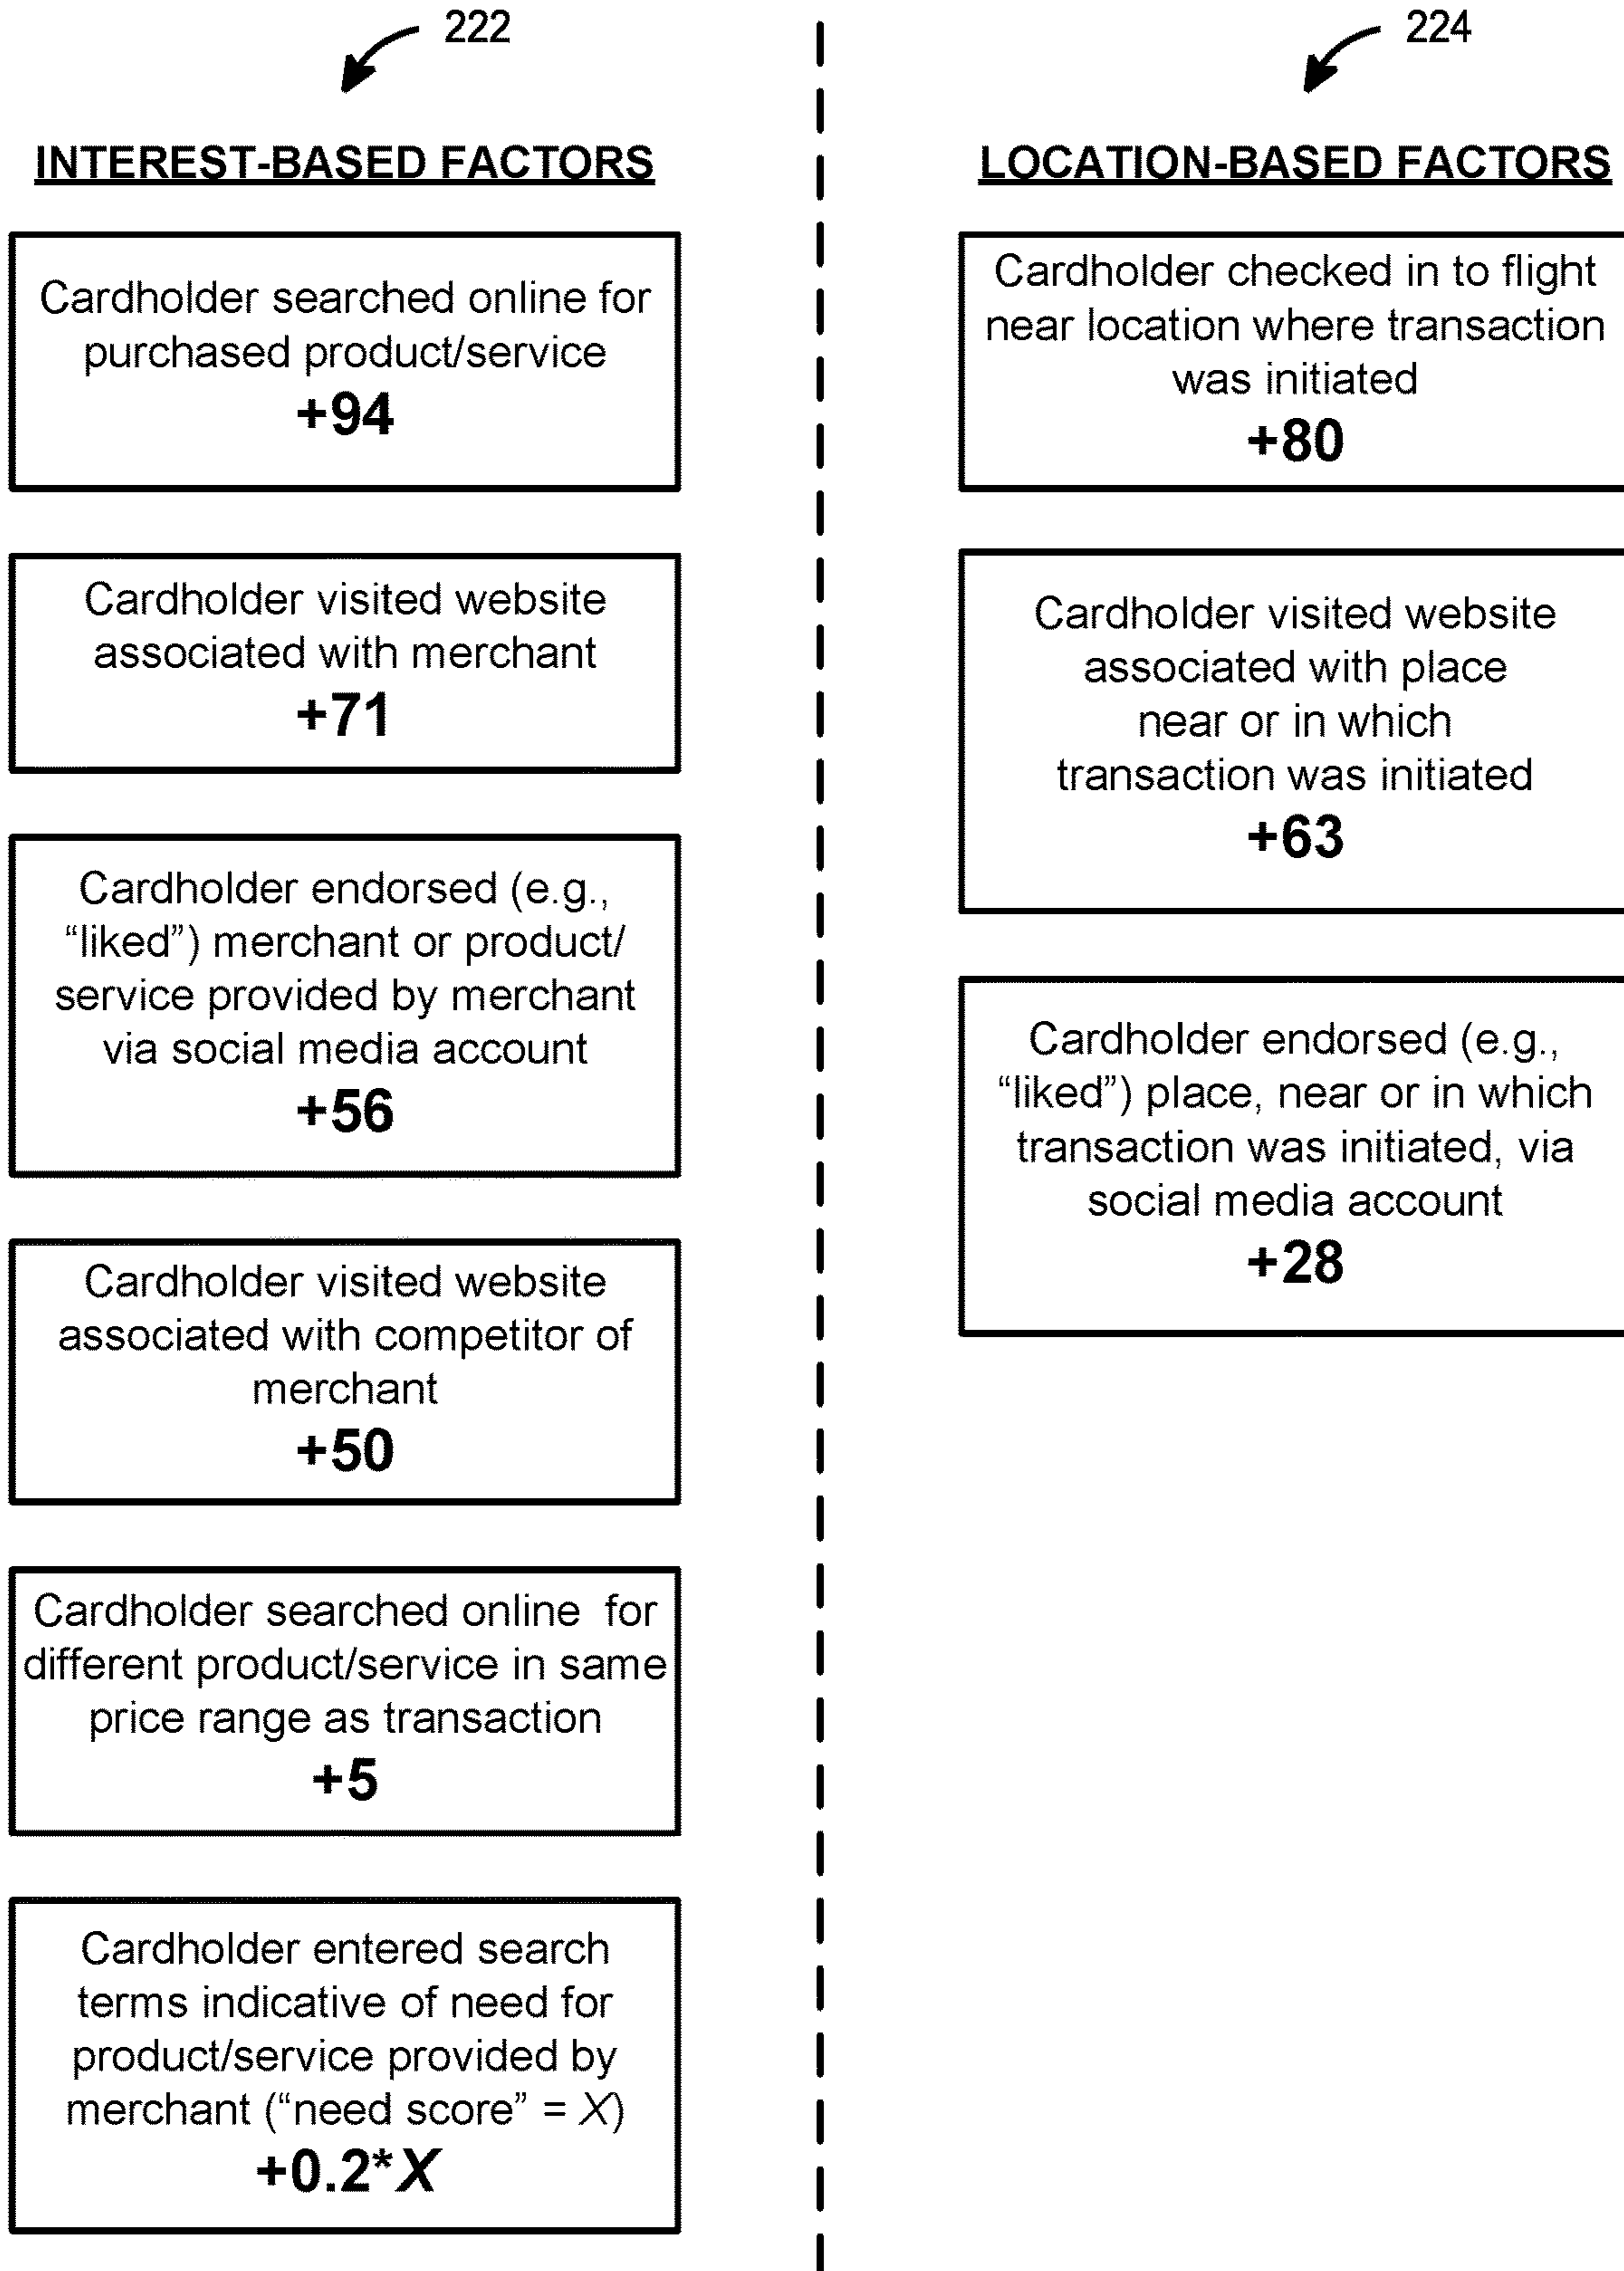 222
INTEREST-BASED FACTORS
Cardholder searched online for
purchased product/service
+94
Cardholder visited website
associated with merchant
+71
Cardholder endorsed (e.g.,
“liked”) merchant or product/
service provided by merchant
via social media account
+56
Cardholder visited website
associated with competitor of
merchant
+50
Cardholder searched online for
different product/service in same
price range as transaction
+5
Cardholder entered search
terms indicative of need for
product/service provided by
merchant (“need score” = X)
+0.2*X
224
LOCATION-BASED FACTORS
Cardholder checked in to flight
near location where transaction
was initiated
+80
Cardholder visited website
associated with place
near or in which
transaction was initiated
+63
Cardholder endorsed (e.g.,
“liked”) place, near or in which
transaction was initiated, via
social media account
+28